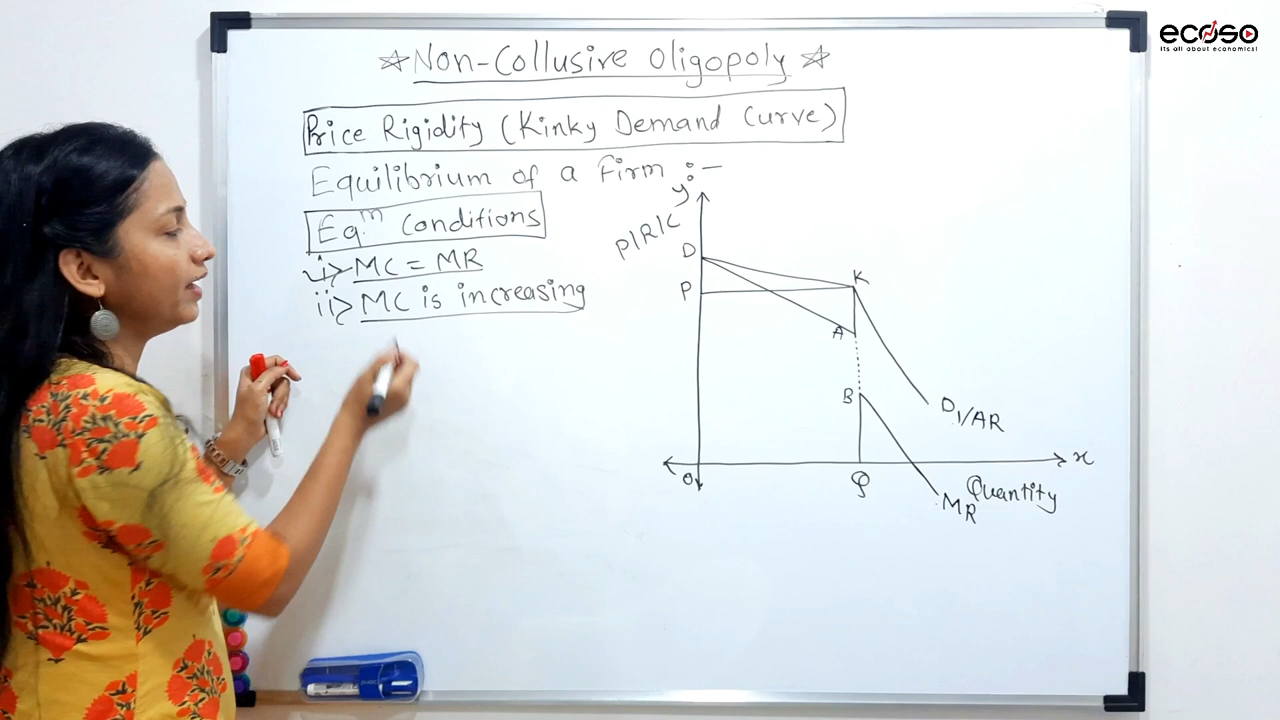 ecoso
its all about economics!
☆ Non-Collusive Oligopoly ☆
Price Rigidity (Kinky Demand Curve)
Equilibrium of a firm :-
Eqᵐ. Conditions
i> MC = MR
ii> MC is increasing
y
P/R/C
D
P
K
A
B
D₁/AR
x
O
Q
Quantity
MR